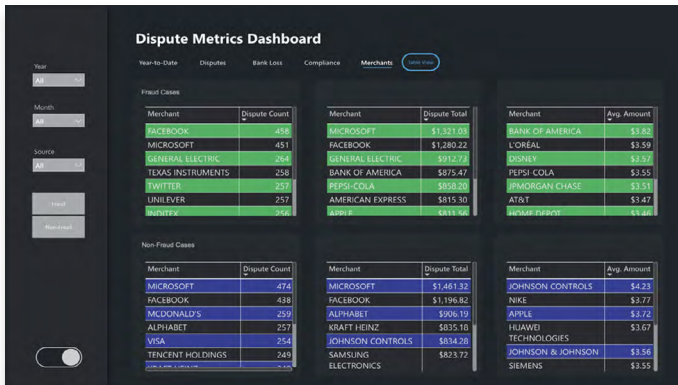 Dispute Metrics Dashboard
Year-to-Date Disputes Bank Loss Compliance Merchants Table View
Year
All
Month
All
Source
All
Fraud
Non-Fraud
Fraud Cases
Merchant Dispute Count
FACEBOOK 458
MICROSOFT 451
GENERAL ELECTRIC 264
TEXAS INSTRUMENTS 258
TWITTER 257
UNILEVER 257
INDITEX 256
Merchant Dispute Total
MICROSOFT $1,321.03
FACEBOOK $1,280.22
GENERAL ELECTRIC $912.73
BANK OF AMERICA $875.47
PEPSI-COLA $858.20
AMERICAN EXPRESS $815.30
APPLE $811.56
Merchant Avg. Amount
BANK OF AMERICA $3.82
L'ORÉAL $3.59
DISNEY $3.57
PEPSI-COLA $3.55
JPMORGAN CHASE $3.51
AT&T $3.47
HOME DEPOT $3.46
Non-Fraud Cases
Merchant Dispute Count
MICROSOFT 474
FACEBOOK 438
MCDONALD'S 259
ALPHABET 257
VISA 254
TENCENT HOLDINGS 249
KRAFT HEINZ
Merchant Dispute Total
MICROSOFT $1,461.32
FACEBOOK $1,196.82
ALPHABET $906.19
KRAFT HEINZ $835.18
JOHNSON CONTROLS $834.28
SAMSUNG $823.72
ELECTRONICS
Merchant Avg. Amount
JOHNSON CONTROLS $4.23
NIKE $3.77
APPLE $3.72
HUAWEI $3.67
TECHNOLOGIES
JOHNSON & JOHNSON $3.56
SIEMENS $3.55